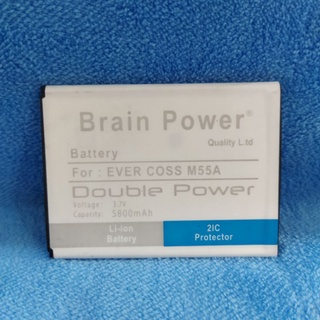 Brain Power®
Quality L.td
Battery
For : EVER COSS M55A
Double Power
Voltage: 3.7V
Capacity: 5800mAh
Li-ion Battery
2IC Protector